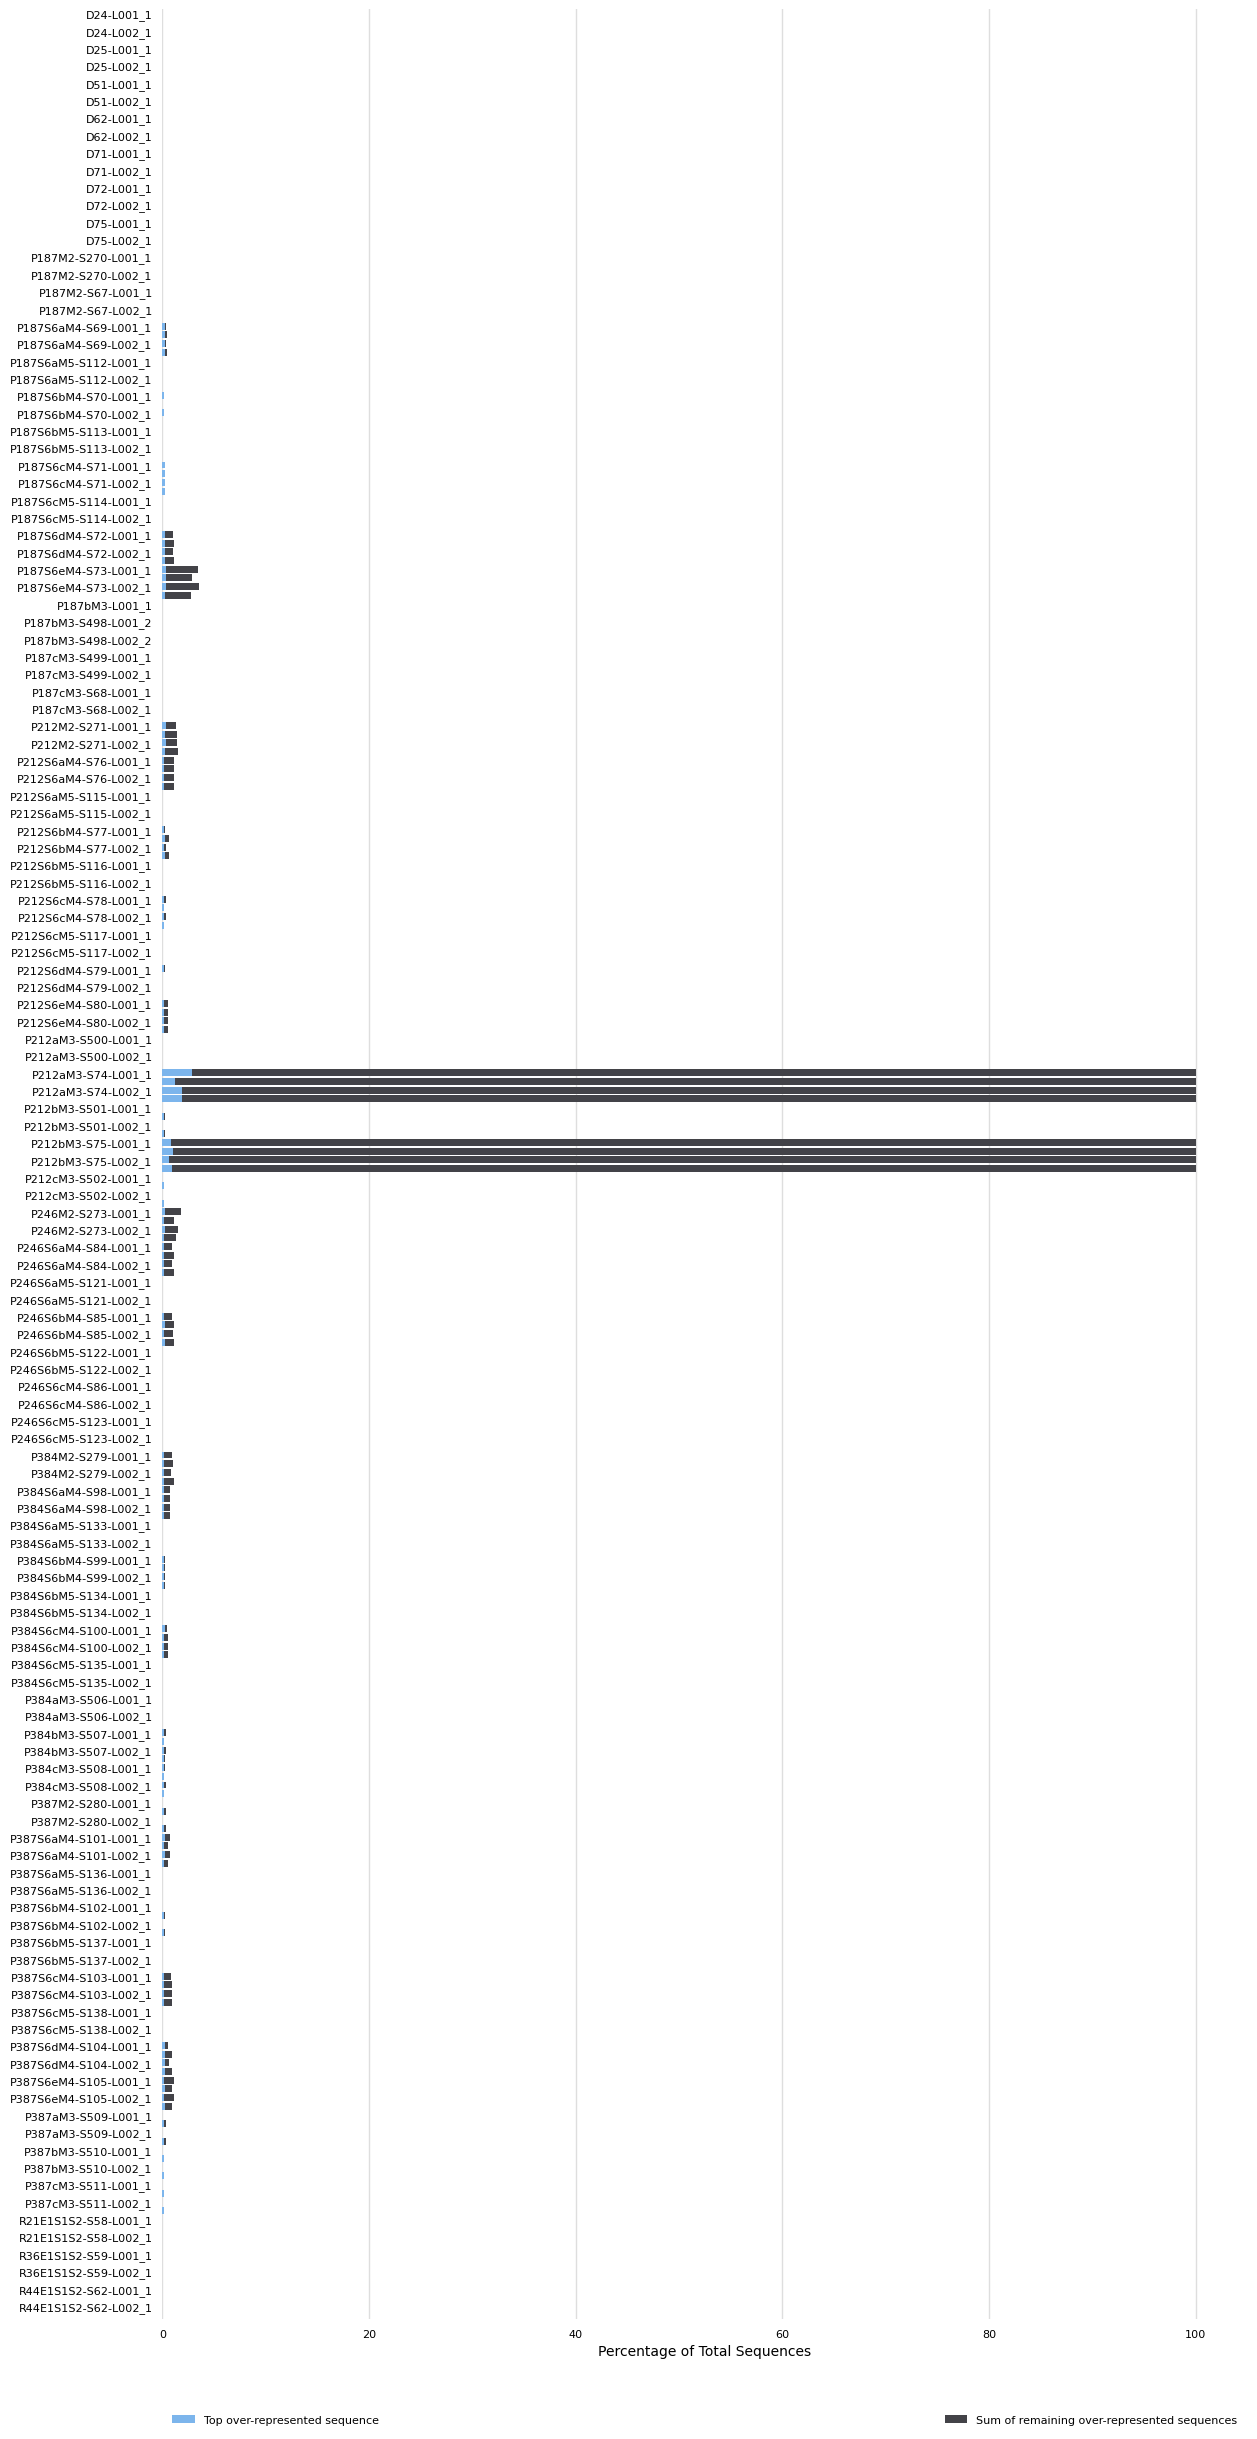 D24-L001_1
D24-L002_1
D25-L001_1
D25-L002_1
D51-L001_1
D51-L002_1
D62-L001_1
D62-L002_1
D71-L001_1
D71-L002_1
D72-L001_1
D72-L002_1
D75-L001_1
D75-L002_1
P187M2-S270-L001_1
P187M2-S270-L002_1
P187M2-S67-L001_1
P187M2-S67-L002_1
P187S6aM4-S69-L001_1
P187S6aM4-S69-L002_1
P187S6aM5-S112-L001_1
P187S6aM5-S112-L002_1
P187S6bM4-S70-L001_1
P187S6bM4-S70-L002_1
P187S6bM5-S113-L001_1
P187S6bM5-S113-L002_1
P187S6cM4-S71-L001_1
P187S6cM4-S71-L002_1
P187S6cM5-S114-L001_1
P187S6cM5-S114-L002_1
P187S6dM4-S72-L001_1
P187S6dM4-S72-L002_1
P187S6eM4-S73-L001_1
P187S6eM4-S73-L002_1
P187bM3-L001_1
P187bM3-S498-L001_2
P187bM3-S498-L002_2
P187cM3-S499-L001_1
P187cM3-S499-L002_1
P187cM3-S68-L001_1
P187cM3-S68-L002_1
P212M2-S271-L001_1
P212M2-S271-L002_1
P212S6aM4-S76-L001_1
P212S6aM4-S76-L002_1
P212S6aM5-S115-L001_1
P212S6aM5-S115-L002_1
P212S6bM4-S77-L001_1
P212S6bM4-S77-L002_1
P212S6bM5-S116-L001_1
P212S6bM5-S116-L002_1
P212S6cM4-S78-L001_1
P212S6cM4-S78-L002_1
P212S6cM5-S117-L001_1
P212S6cM5-S117-L002_1
P212S6dM4-S79-L001_1
P212S6dM4-S79-L002_1
P212S6eM4-S80-L001_1
P212S6eM4-S80-L002_1
P212aM3-S500-L001_1
P212aM3-S500-L002_1
P212aM3-S74-L001_1
P212aM3-S74-L002_1
P212bM3-S501-L001_1
P212bM3-S501-L002_1
P212bM3-S75-L001_1
P212bM3-S75-L002_1
P212cM3-S502-L001_1
P212cM3-S502-L002_1
P246M2-S273-L001_1
P246M2-S273-L002_1
P246S6aM4-S84-L001_1
P246S6aM4-S84-L002_1
P246S6aM5-S121-L001_1
P246S6aM5-S121-L002_1
P246S6bM4-S85-L001_1
P246S6bM4-S85-L002_1
P246S6bM5-S122-L001_1
P246S6bM5-S122-L002_1
P246S6cM4-S86-L001_1
P246S6cM4-S86-L002_1
P246S6cM5-S123-L001_1
P246S6cM5-S123-L002_1
P384M2-S279-L001_1
P384M2-S279-L002_1
P384S6aM4-S98-L001_1
P384S6aM4-S98-L002_1
P384S6aM5-S133-L001_1
P384S6aM5-S133-L002_1
P384S6bM4-S99-L001_1
P384S6bM4-S99-L002_1
P384S6bM5-S134-L001_1
P384S6bM5-S134-L002_1
P384S6cM4-S100-L001_1
P384S6cM4-S100-L002_1
P384S6cM5-S135-L001_1
P384S6cM5-S135-L002_1
P384aM3-S506-L001_1
P384aM3-S506-L002_1
P384bM3-S507-L001_1
P384bM3-S507-L002_1
P384cM3-S508-L001_1
P384cM3-S508-L002_1
P387M2-S280-L001_1
P387M2-S280-L002_1
P387S6aM4-S101-L001_1
P387S6aM4-S101-L002_1
P387S6aM5-S136-L001_1
P387S6aM5-S136-L002_1
P387S6bM4-S102-L001_1
P387S6bM4-S102-L002_1
P387S6bM5-S137-L001_1
P387S6bM5-S137-L002_1
P387S6cM4-S103-L001_1
P387S6cM4-S103-L002_1
P387S6cM5-S138-L001_1
P387S6cM5-S138-L002_1
P387S6dM4-S104-L001_1
P387S6dM4-S104-L002_1
P387S6eM4-S105-L001_1
P387S6eM4-S105-L002_1
P387aM3-S509-L001_1
P387aM3-S509-L002_1
P387bM3-S510-L001_1
P387bM3-S510-L002_1
P387cM3-S511-L001_1
P387cM3-S511-L002_1
R21E1S1S2-S58-L001_1
R21E1S1S2-S58-L002_1
R36E1S1S2-S59-L001_1
R36E1S1S2-S59-L002_1
R44E1S1S2-S62-L001_1
R44E1S1S2-S62-L002_1
0 20 40 60 80 100
Percentage of Total Sequences
Top over-represented sequence Sum of remaining over-represented sequences